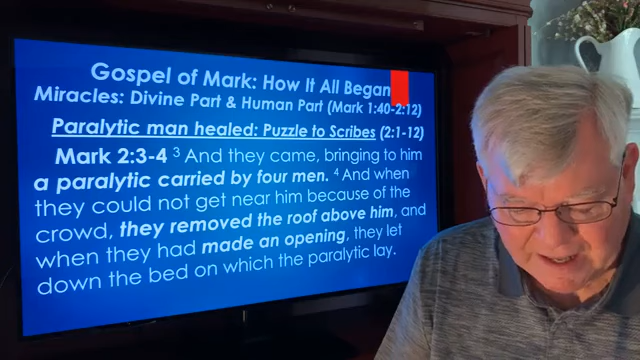 Gospel of Mark: How It All Began
Miracles: Divine Part & Human Part (Mark 1:40-2:12)
Paralytic man healed: Puzzle to Scribes (2:1-12)
Mark 2:3-4 ³ And they came, bringing to him
a paralytic carried by four men. ⁴ And when
they could not get near him because of the
crowd, they removed the roof above him, and
when they had made an opening, they let
down the bed on which the paralytic lay.